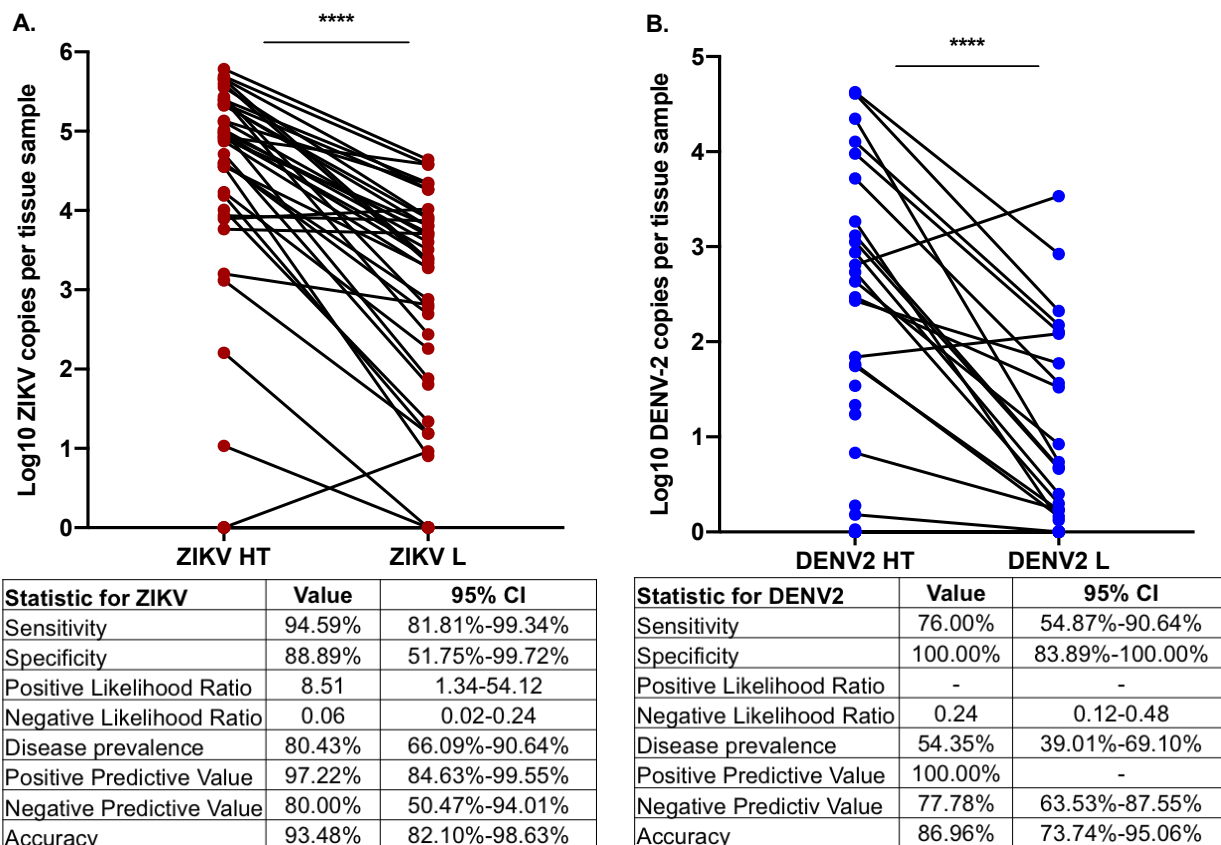 A.
****
Log10 ZIKV copies per tissue sample
6
5
4
3
2
1
0
ZIKV HT ZIKV L
Statistic for ZIKV Value 95% CI
Sensitivity 94.59% 81.81%-99.34%
Specificity 88.89% 51.75%-99.72%
Positive Likelihood Ratio 8.51 1.34-54.12
Negative Likelihood Ratio 0.06 0.02-0.24
Disease prevalence 80.43% 66.09%-90.64%
Positive Predictive Value 97.22% 84.63%-99.55%
Negative Predictive Value 80.00% 50.47%-94.01%
Accuracy 93.48% 82.10%-98.63%
B.
****
Log10 DENV-2 copies per tissue sample
5
4
3
2
1
0
DENV2 HT DENV2 L
Statistic for DENV2 Value 95% CI
Sensitivity 76.00% 54.87%-90.64%
Specificity 100.00% 83.89%-100.00%
Positive Likelihood Ratio - -
Negative Likelihood Ratio 0.24 0.12-0.48
Disease prevalence 54.35% 39.01%-69.10%
Positive Predictive Value 100.00% -
Negative Predictiv Value 77.78% 63.53%-87.55%
Accuracy 86.96% 73.74%-95.06%